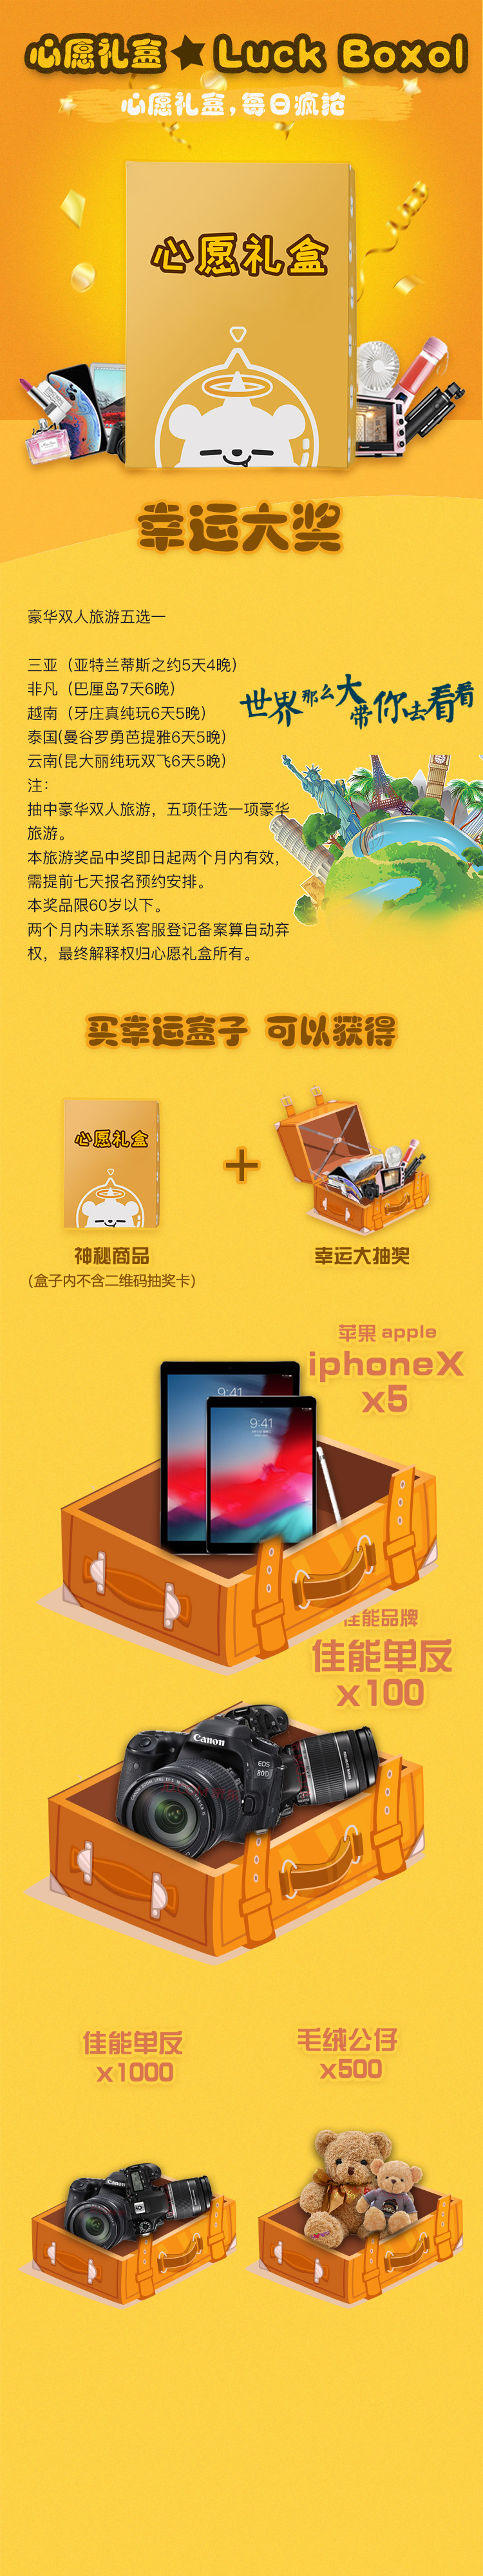 心愿礼盒★Luck Boxol
心愿礼盒,每日疯抢
心愿礼盒
幸运大奖
豪华双人旅游五选一
三亚（亚特兰蒂斯之约5天4晚）
非凡（巴厘岛7天6晚）
越南（牙庄真纯玩6天5晚）
泰国(曼谷罗勇芭提雅6天5晚)
云南(昆大丽纯玩双飞6天5晚)
世界那么大
带你去看看
注：
抽中豪华双人旅游，五项任选一项豪华
旅游。
本旅游奖品中奖即日起两个月内有效，
需提前七天报名预约安排。
本奖品限60岁以下。
两个月内未联系客服登记备案算自动弃
权，最终解释权归心愿礼盒所有。
买幸运盒子 可以获得
心愿礼盒
+
神秘商品
(盒子内不含二维码抽奖卡)
幸运大抽奖
苹果 apple
iphoneX
x5
9:41
9:41
佳能品牌
佳能单反
x100
Canon
EOS
80D
佳能单反
x1000
毛绒公仔
x500
Canon